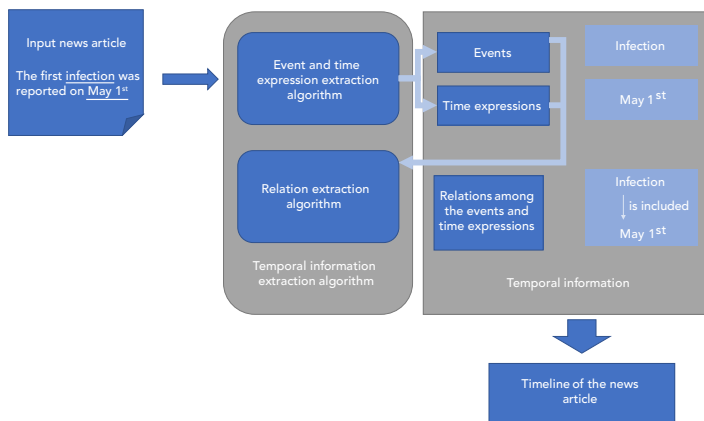 Input news article
The first infection was
reported on May 1st
Event and time
expression extraction
algorithm
Relation extraction
algorithm
Temporal information
extraction algorithm
Events
Time expressions
Relations among
the events and
time expressions
Infection
May 1st
Infection
is included
May 1st
Temporal information
Timeline of the news
article